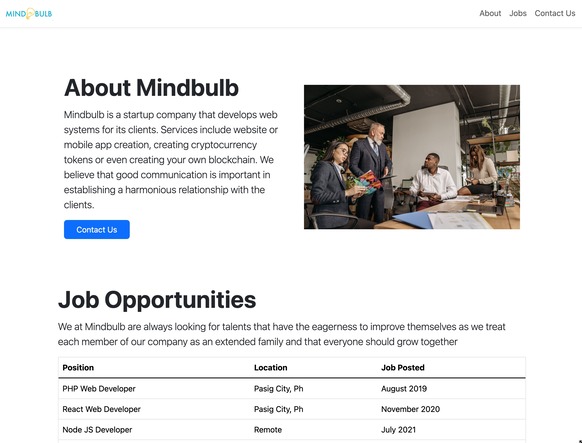 MIND BULB
About Jobs Contact Us
About Mindbulb
Mindbulb is a startup company that develops web
systems for its clients. Services include website or
mobile app creation, creating cryptocurrency
tokens or even creating your own blockchain. We
believe that good communication is important in
establishing a harmonious relationship with the
clients.
Contact Us
Job Opportunities
We at Mindbulb are always looking for talents that have the eagerness to improve themselves as we treat
each member of our company as an extended family and that everyone should grow together
Position Location Job Posted
PHP Web Developer Pasig City, Ph August 2019
React Web Developer Pasig City, Ph November 2020
Node JS Developer Remote July 2021